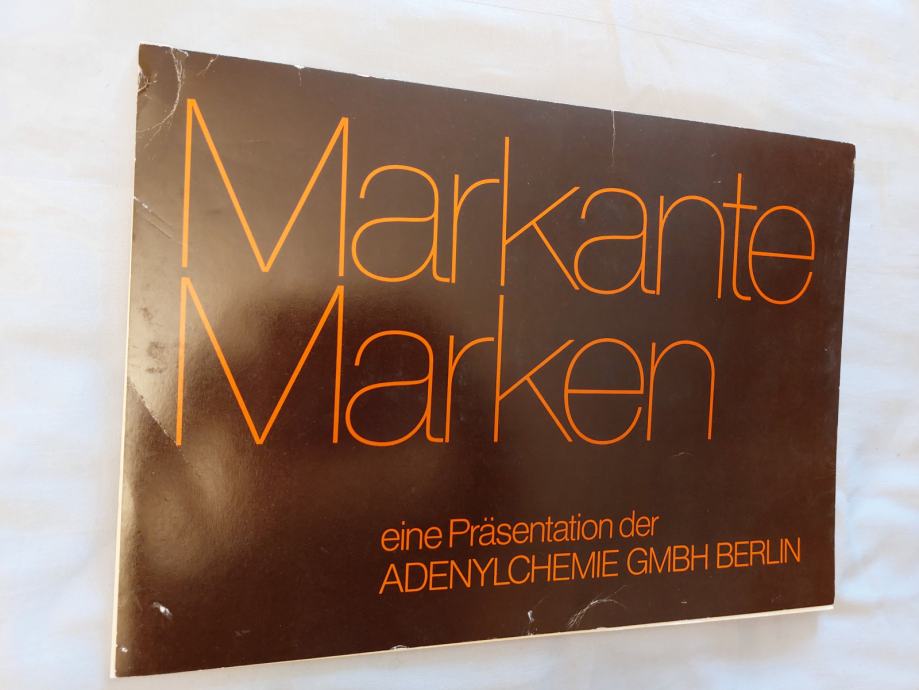 Markante
Marken
eine Präsentation der
ADENYLCHEMIE GMBH BERLIN